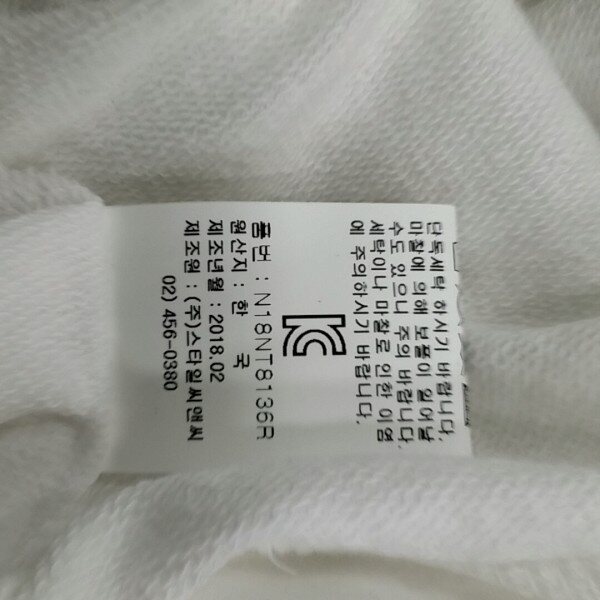 단독세탁 하시기 바랍니다.
마찰에 의해 보풀이 일어날
수도 있으니 주의 바랍니다.
세탁이나 마찰로 인한 이염
에 주의하시기 바랍니다.
품번 : N18NT8136R
원산지 : 한 국
제조년월 : 2018.02
제조원 : (주)스타일씨앤씨
02) 456-0380